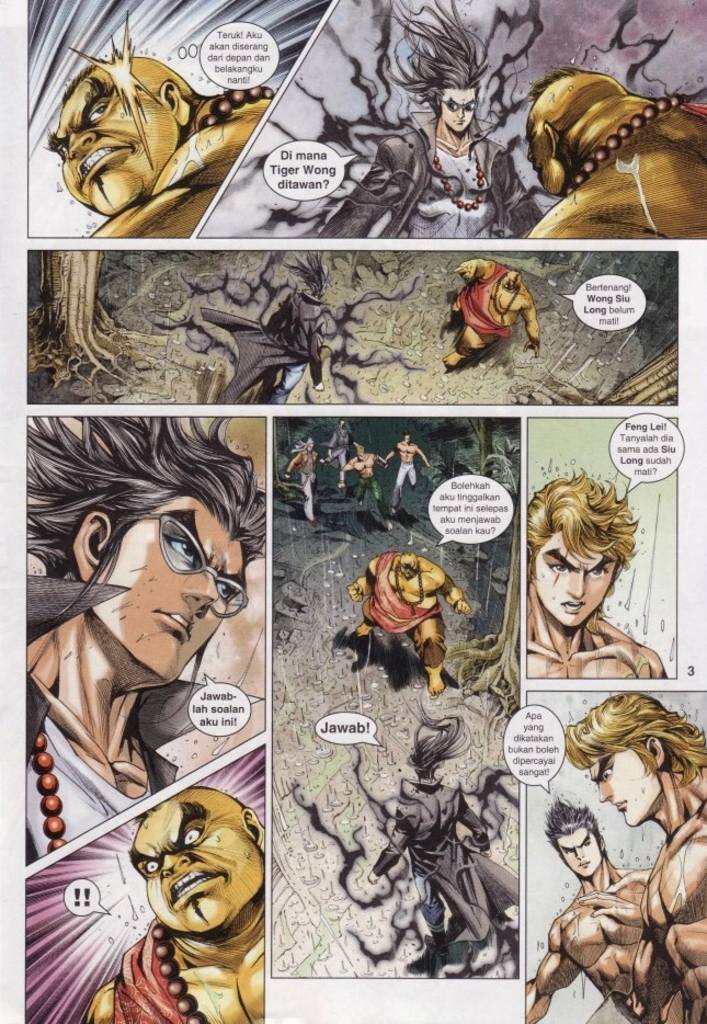 Teruk! Aku
akan diserang
dari depan dan
belakangku
nanti!
Di mana
Tiger Wong
ditawan?
Bertenang!
Wong Siu
Long belum
mati!
Jawab-
lah soalan
aku ini!
!!
Bolehkah
aku tinggalkan
tempat ini selepas
aku menjawab
soalan kau?
Jawab!
Feng Lei!
Tanyalah dia
sama ada Siu
Long sudah
mati?
Apa
yang
dikatakan
bukan boleh
dipercayai
sangat!
3